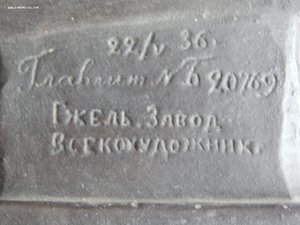 22/V 36.
Главлит № Б 20769
Гжель. Завод
Всекохудожник.